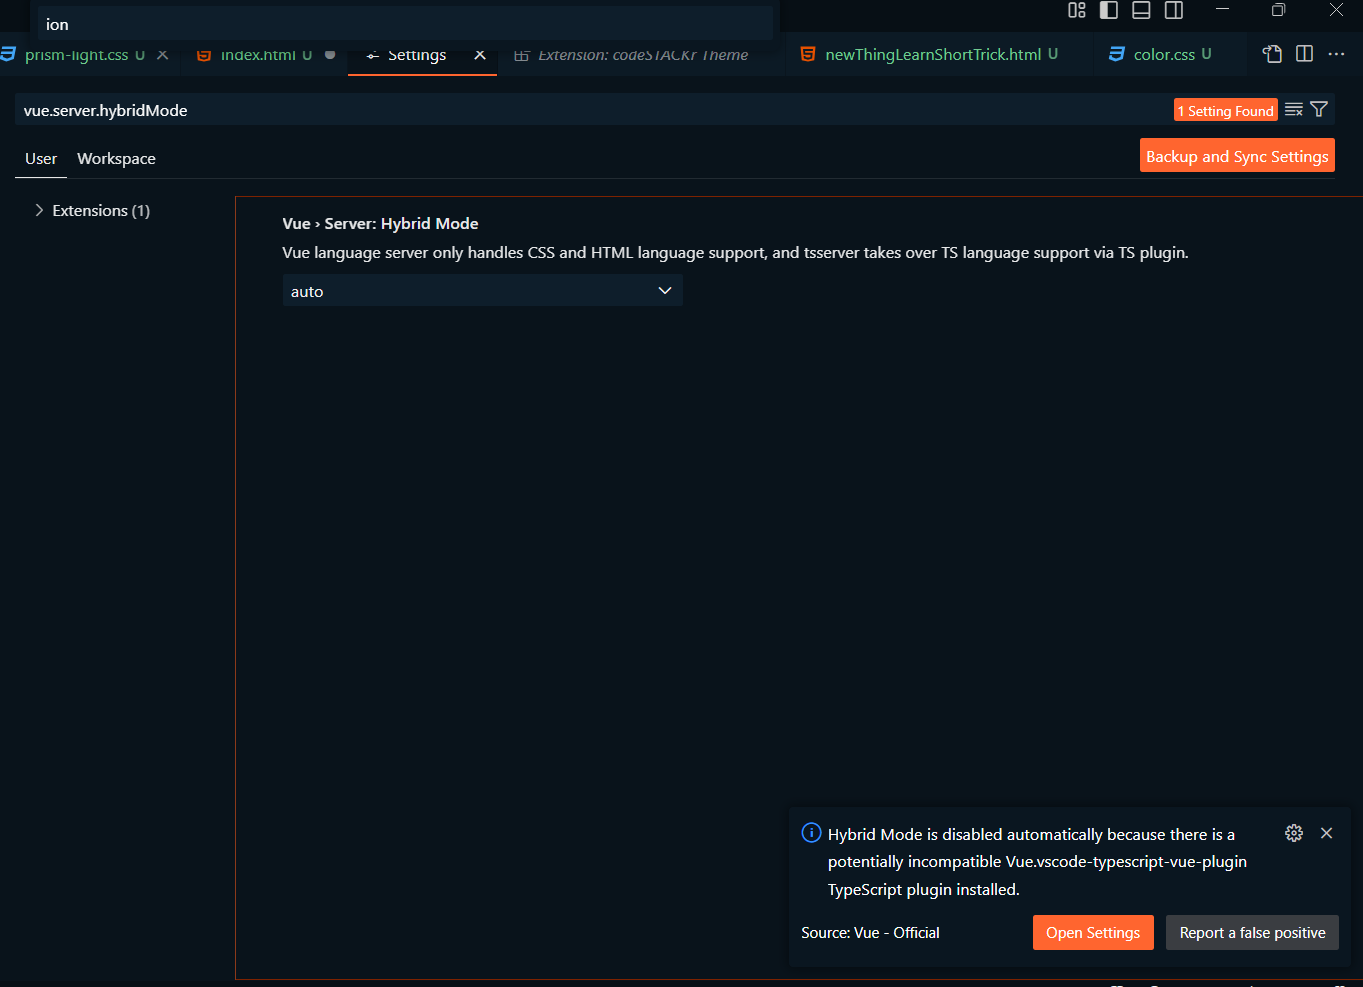 ion
prism-light.css U
index.html U
Settings
Extension: codeSTACKr Theme
newThingLearnShortTrick.html U
color.css U
vue.server.hybridMode
1 Setting Found
User
Workspace
Backup and Sync Settings
Extensions (1)
Vue › Server: Hybrid Mode
Vue language server only handles CSS and HTML language support, and tsserver takes over TS language support via TS plugin.
auto
Hybrid Mode is disabled automatically because there is a
potentially incompatible Vue.vscode-typescript-vue-plugin
TypeScript plugin installed.
Source: Vue - Official
Open Settings
Report a false positive